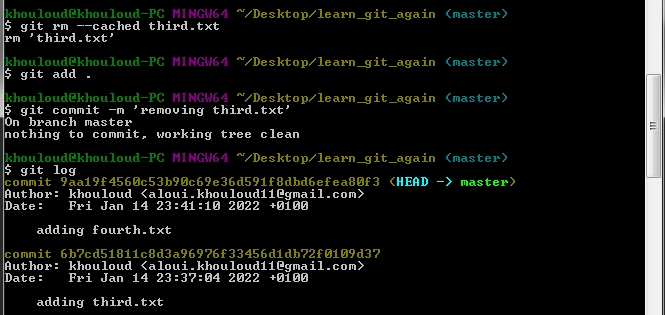 khouloud@khouloud-PC MINGW64 ~/Desktop/learn_git_again (master)
$ git rm --cached third.txt
rm 'third.txt'
khouloud@khouloud-PC MINGW64 ~/Desktop/learn_git_again (master)
$ git add .
khouloud@khouloud-PC MINGW64 ~/Desktop/learn_git_again (master)
$ git commit -m 'removing third.txt'
On branch master
nothing to commit, working tree clean
khouloud@khouloud-PC MINGW64 ~/Desktop/learn_git_again (master)
$ git log
commit 9aa19f4560c53b90c69e36d591f8dbd6efea80f3 (HEAD -> master)
Author: khouloud <aloui.khouloud11@gmail.com>
Date:   Fri Jan 14 23:41:10 2022 +0100
    adding fourth.txt
commit 6b7cd51811c8d3a96976f33456d1db72f0109d37
Author: khouloud <aloui.khouloud11@gmail.com>
Date:   Fri Jan 14 23:37:04 2022 +0100
    adding third.txt